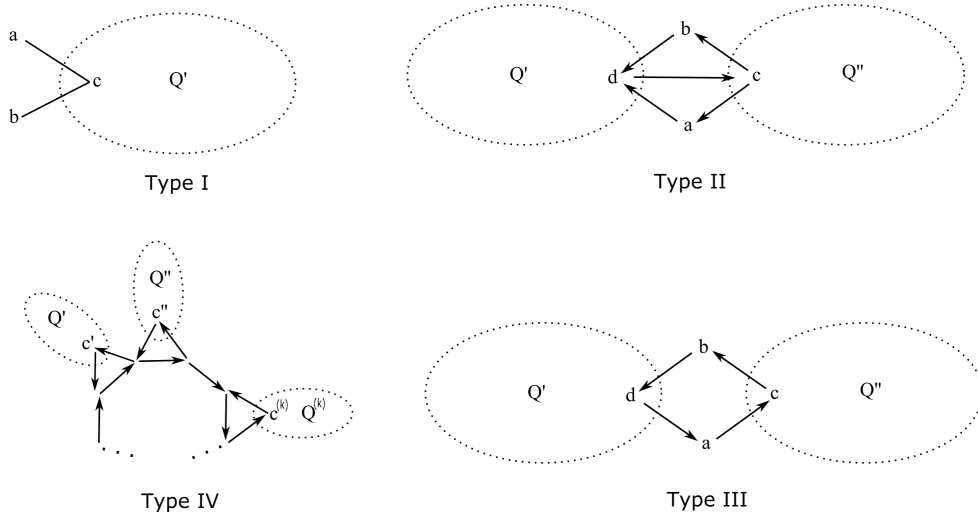 a
b
c
Q'
Type I
Q'
d
b
a
c
Q"
Type II
Q'
c'
Q"
c"
c(k)
Q(k)
Type IV
Q'
d
b
a
c
Q"
Type III